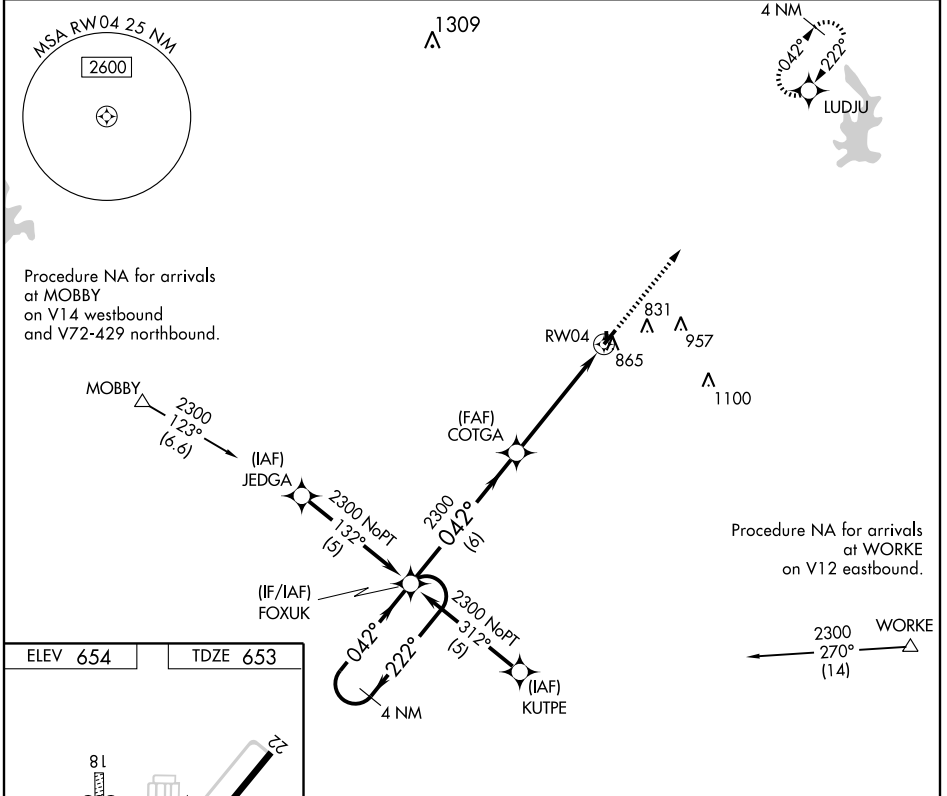 MSA RW04 25 NM
2600
1309
4 NM
042°
222°
LUDJU
Procedure NA for arrivals
at MOBBY
on V14 westbound
and V72-429 northbound.
RW04
831
957
865
1100
MOBBY
2300
123°
(6.6)
(FAF)
COTGA
(IAF)
JEDGA
2300 NoPT
132°
(5)
2300
042°
(6)
Procedure NA for arrivals
at WORKE
on V12 eastbound.
(IF/IAF)
FOXUK
2300 NoPT
312°
(5)
042°
222°
4 NM
(IAF)
KUTPE
2300
270°
(14)
WORKE
ELEV 654
TDZE 653
22
18